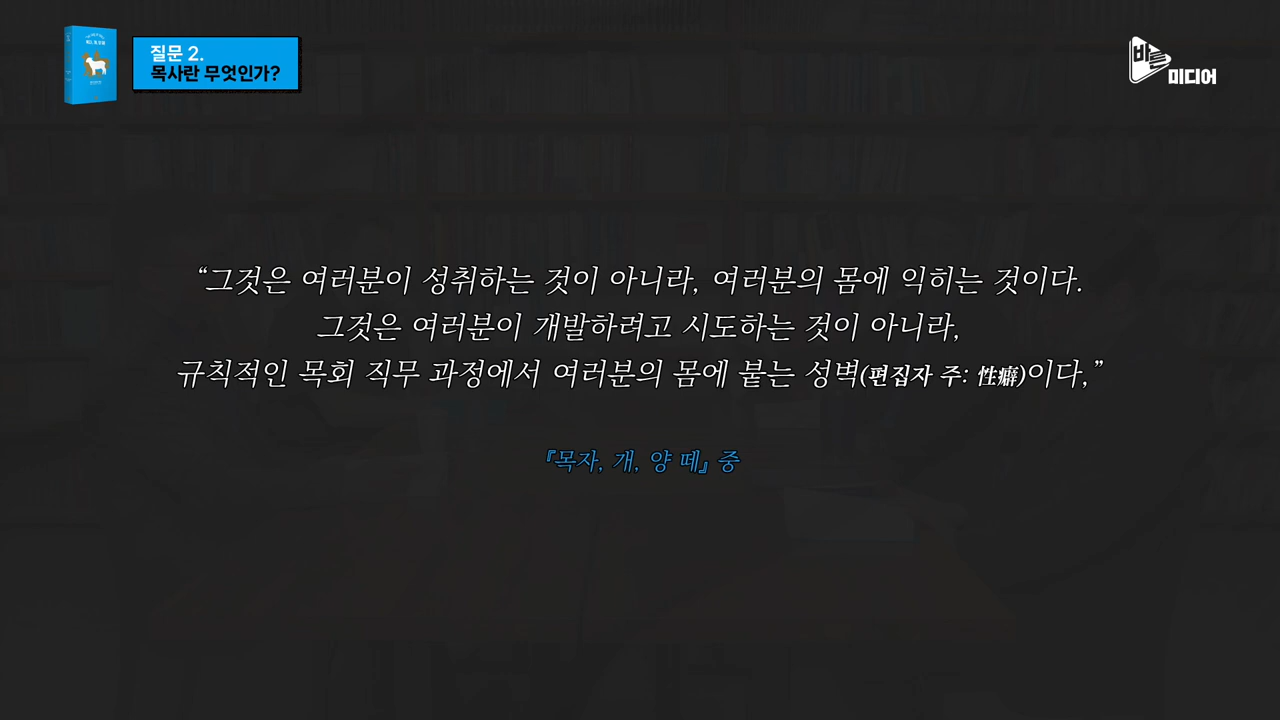 질문 2.
목사란 무엇인가?
바른
미디어
“그것은 여러분이 성취하는 것이 아니라, 여러분의 몸에 익히는 것이다.
그것은 여러분이 개발하려고 시도하는 것이 아니라,
규칙적인 목회 직무 과정에서 여러분의 몸에 붙는 성벽(편집자 주: 性癖)이다,”
『목자, 개, 양 떼』 중